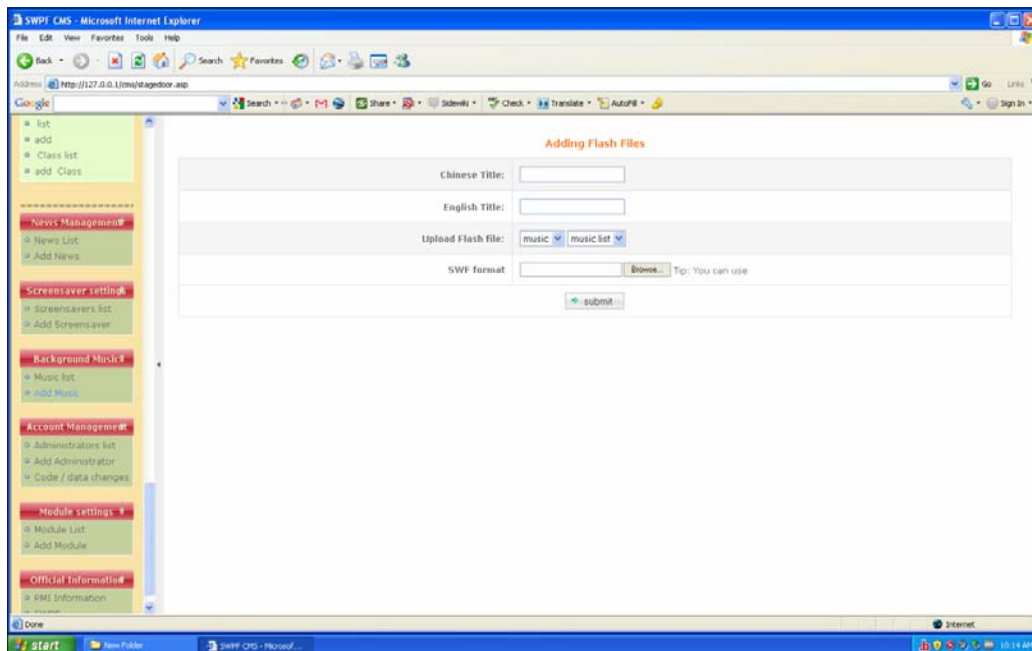 SWPF CMS - Microsoft Internet Explorer
File Edit View Favorites Tools Help
Back Search Favorites
Address http://127.0.0.1/cms/stagedoor.asp Go Links
Google Search Share Sidewiki Check Translate AutoFill Sign In
list
add
Class list
add Class
News Management
News List
Add News
Screensaver settings
Screensavers list
Add Screensaver
Background Music
Music list
Add Music
Account Management
Administrators list
Add Administrator
Code / data changes
Module settings
Module List
Add Module
Official Information
PMI Information
SWPF
Adding Flash Files
Chinese Title:
English Title:
Upload Flash file: music music list
SWF format Browse... Tip: You can use
submit
Done Internet
start New Folder SWPF CMS - Microsof... 10:14 AM